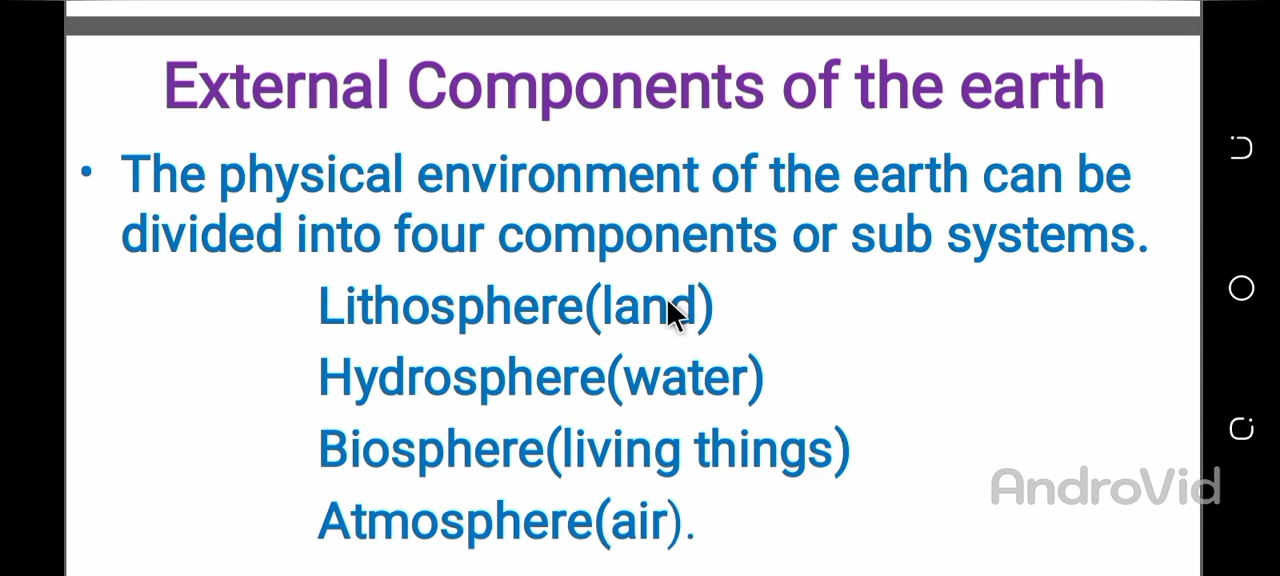 External Components of the earth
• The physical environment of the earth can be
divided into four components or sub systems.
Lithosphere(land)
Hydrosphere(water)
Biosphere(living things)
Atmosphere(air).
AndroVid